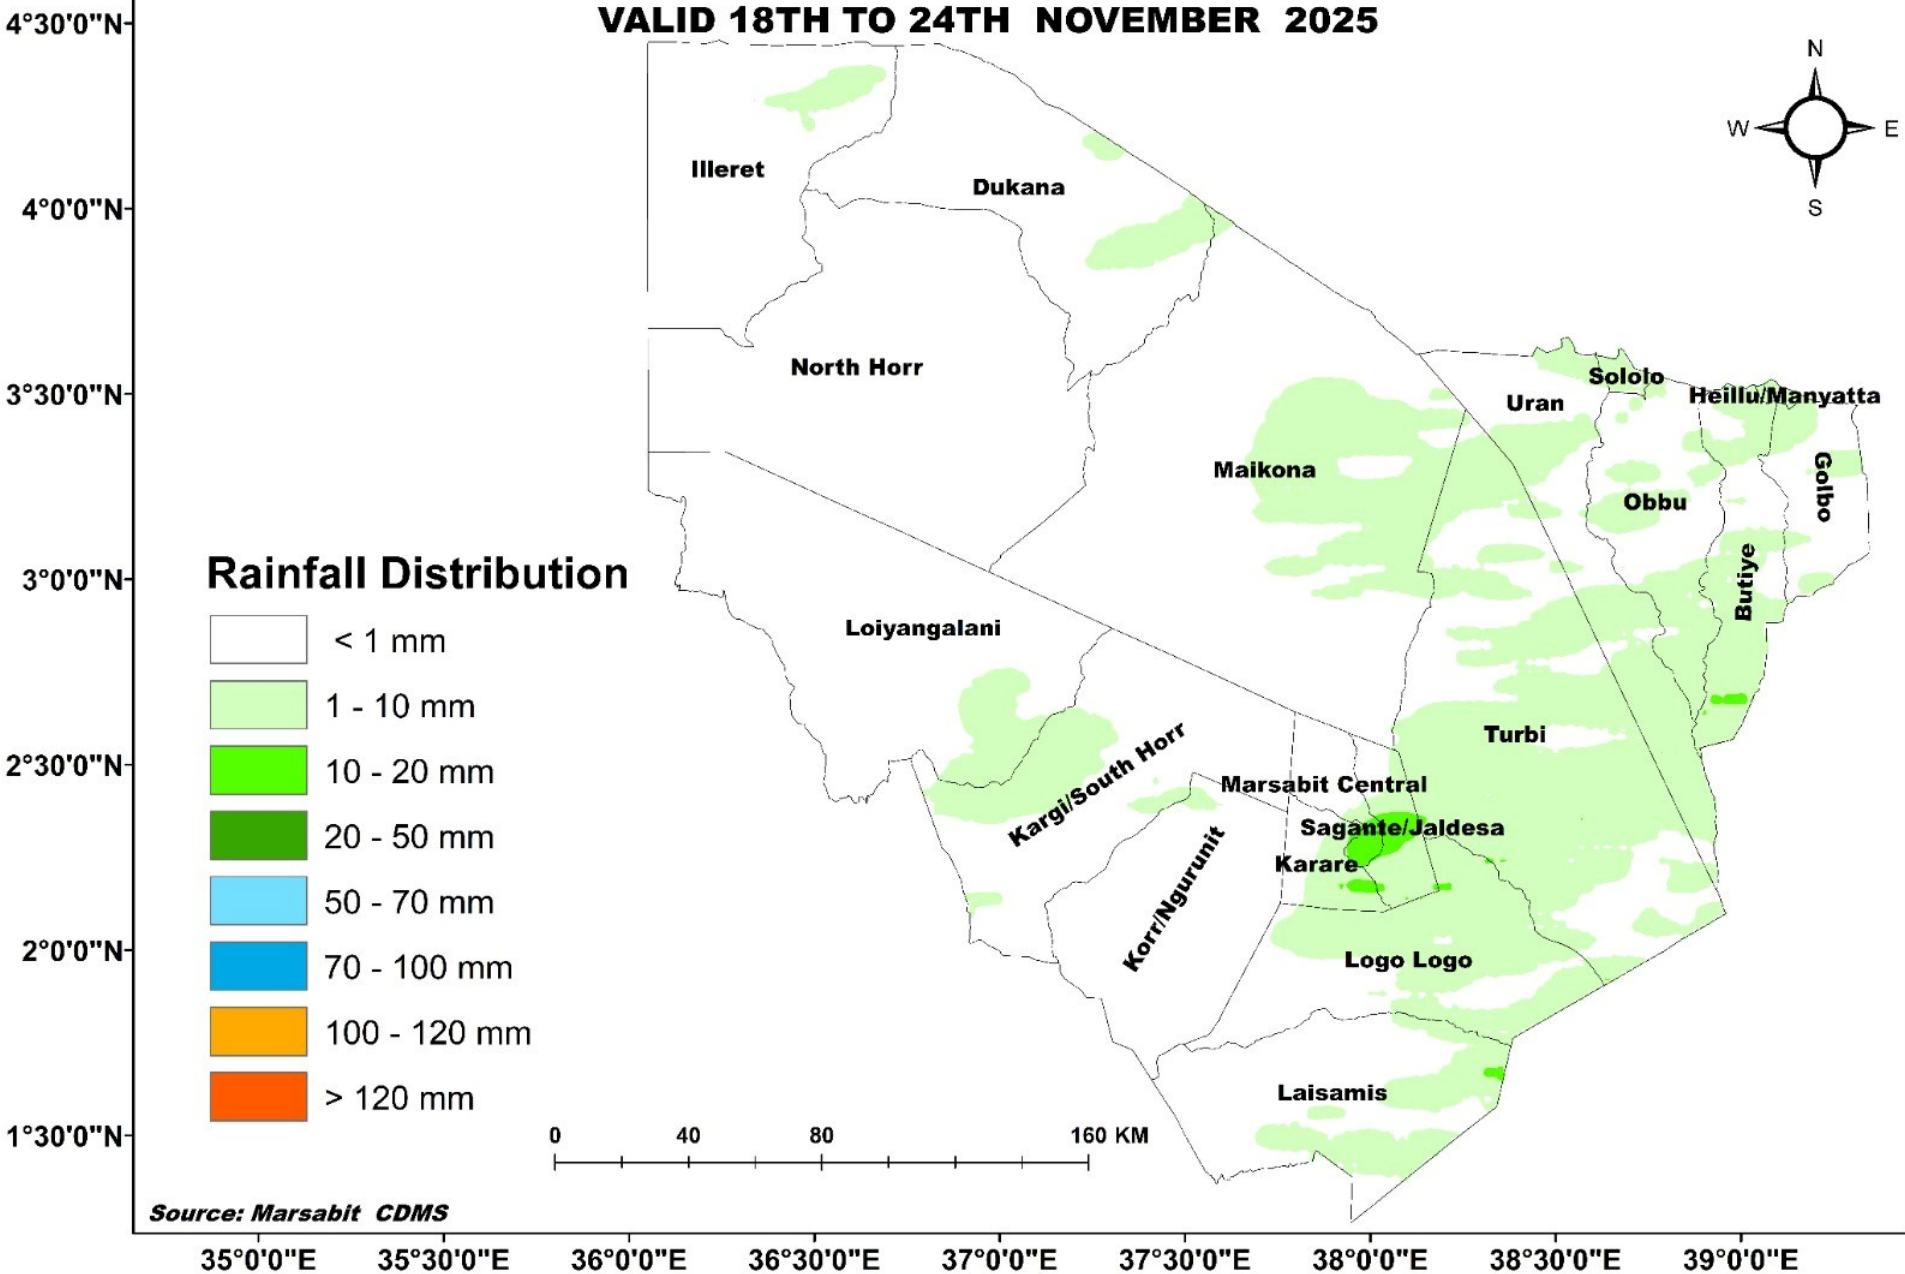 VALID 18TH TO 24TH NOVEMBER 2025
4°30'0"N
4°0'0"N
3°30'0"N
3°0'0"N
2°30'0"N
2°0'0"N
1°30'0"N
N
W
E
S
Illeret
Dukana
North Horr
Sololo
Uran
Heillu/Manyatta
Maikona
Golbo
Obbu
Butiye
Loiyangalani
Turbi
Kargi/South Horr
Marsabit Central
Sagante/Jaldesa
Karare
Korr/Ngurunit
Logo Logo
Laisamis
Rainfall Distribution
< 1 mm
1 - 10 mm
10 - 20 mm
20 - 50 mm
50 - 70 mm
70 - 100 mm
100 - 120 mm
> 120 mm
0 40 80 160 KM
Source: Marsabit CDMS
35°0'0"E 35°30'0"E 36°0'0"E 36°30'0"E 37°0'0"E 37°30'0"E 38°0'0"E 38°30'0"E 39°0'0"E